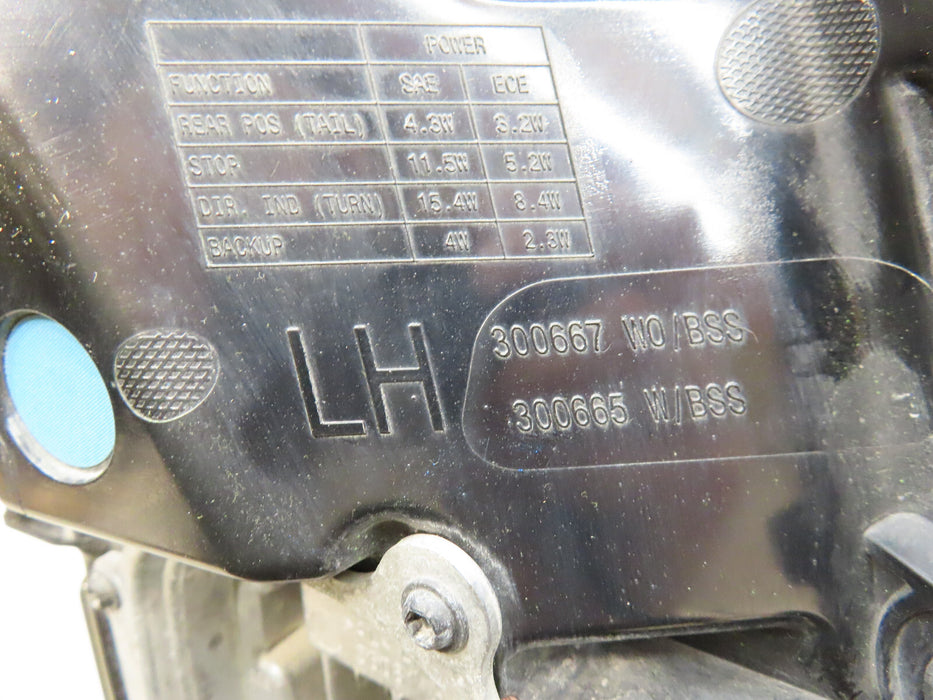 POWER
FUNCTION SAE ECE
REAR POS (TAIL) 4.3W 3.2W
STOP 11.5W 5.2W
DIR. IND (TURN) 15.4W 8.4W
BACKUP 4W 2.3W
LH
300667 WO/BSS
300665 W/BSS